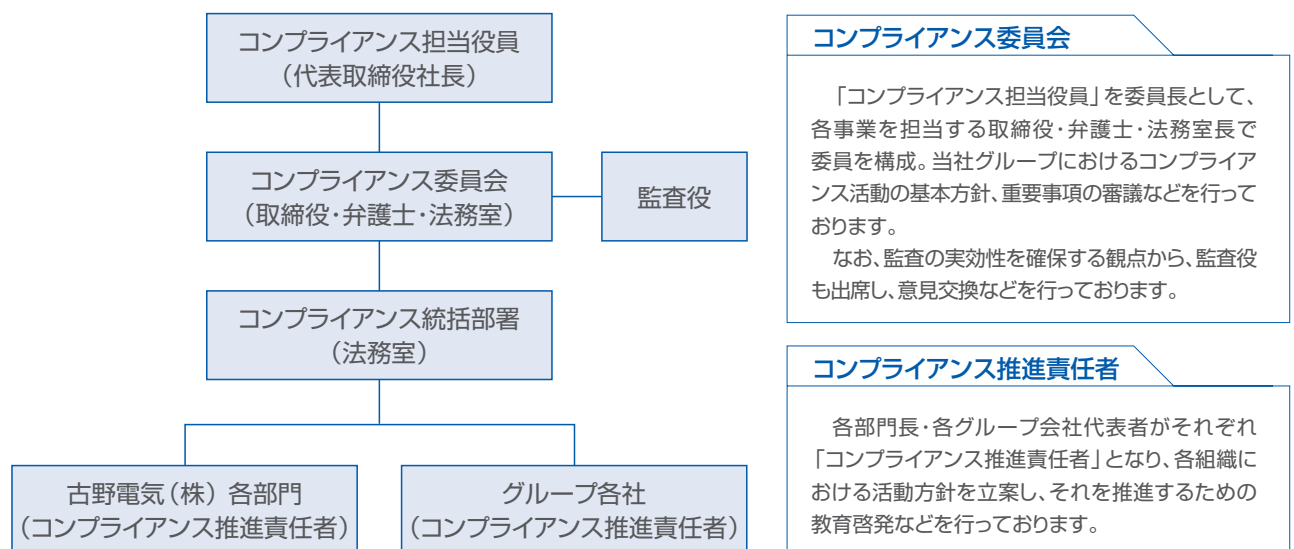 コンプライアンス担当役員
（代表取締役社長）
コンプライアンス委員会
（取締役・弁護士・法務室）
監査役
コンプライアンス統括部署
（法務室）
古野電気（株）各部門
（コンプライアンス推進責任者）
グループ各社
（コンプライアンス推進責任者）
コンプライアンス委員会
「コンプライアンス担当役員」を委員長として、
各事業を担当する取締役・弁護士・法務室長で
委員を構成。当社グループにおけるコンプライア
ンス活動の基本方針、重要事項の審議などを行って
おります。
なお、監査の実効性を確保する観点から、監査役
も出席し、意見交換などを行っております。
コンプライアンス推進責任者
各部門長・各グループ会社代表者がそれぞれ
「コンプライアンス推進責任者」となり、各組織に
おける活動方針を立案し、それを推進するための
教育啓発などを行っております。